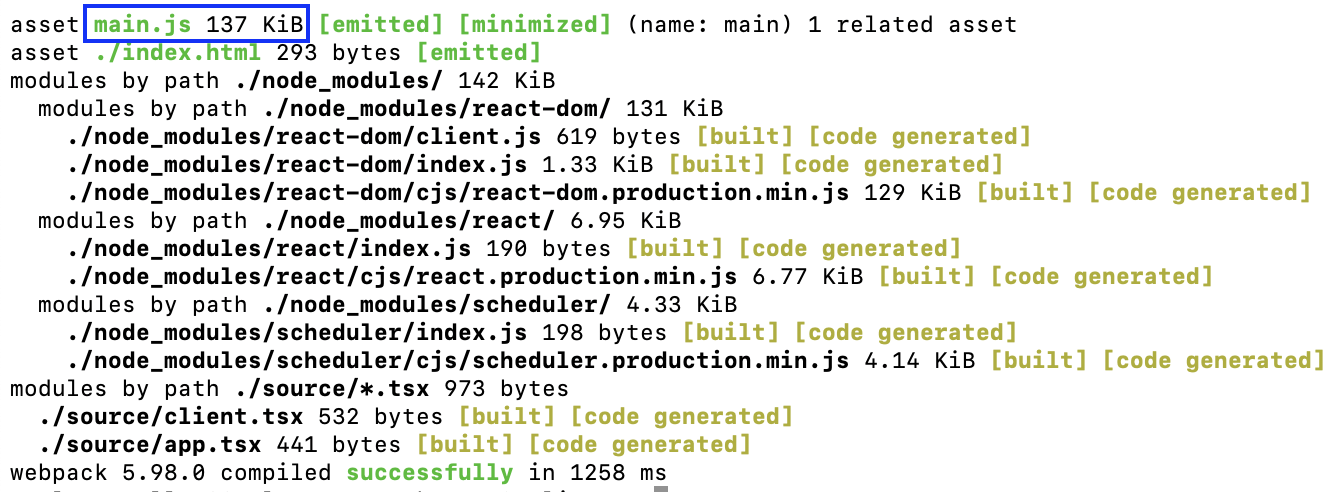 asset main.js 137 KiB [emitted] [minimized] (name: main) 1 related asset
asset ./index.html 293 bytes [emitted]
modules by path ./node_modules/ 142 KiB
modules by path ./node_modules/react-dom/ 131 KiB
./node_modules/react-dom/client.js 619 bytes [built] [code generated]
./node_modules/react-dom/index.js 1.33 KiB [built] [code generated]
./node_modules/react-dom/cjs/react-dom.production.min.js 129 KiB [built] [code generated]
modules by path ./node_modules/react/ 6.95 KiB
./node_modules/react/index.js 190 bytes [built] [code generated]
./node_modules/react/cjs/react.production.min.js 6.77 KiB [built] [code generated]
modules by path ./node_modules/scheduler/ 4.33 KiB
./node_modules/scheduler/index.js 198 bytes [built] [code generated]
./node_modules/scheduler/cjs/scheduler.production.min.js 4.14 KiB [built] [code generated]
modules by path ./source/*.tsx 973 bytes
./source/client.tsx 532 bytes [built] [code generated]
./source/app.tsx 441 bytes [built] [code generated]
webpack 5.98.0 compiled successfully in 1258 ms